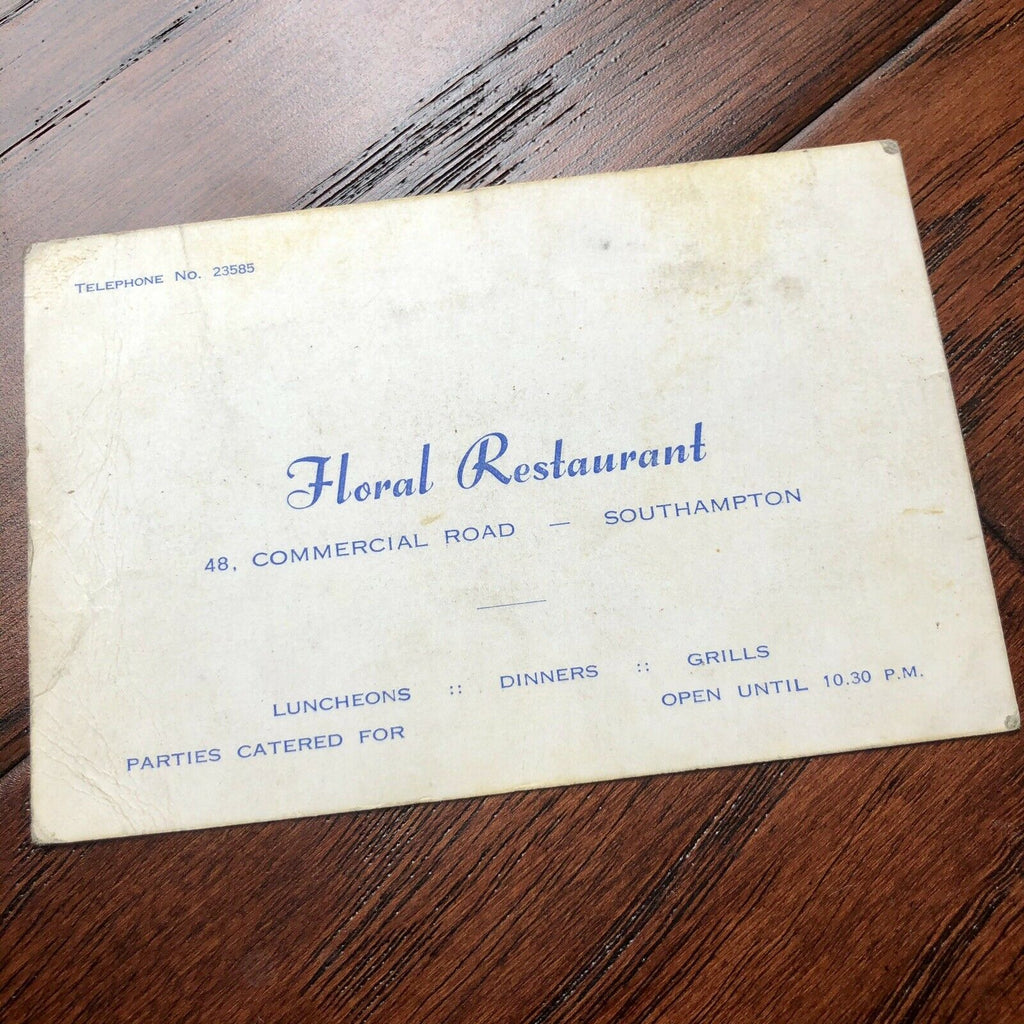 TELEPHONE NO. 23585
Floral Restaurant
48, COMMERCIAL ROAD — SOUTHAMPTON
LUNCHEONS :: DINNERS :: GRILLS
PARTIES CATERED FOR OPEN UNTIL 10.30 P.M.